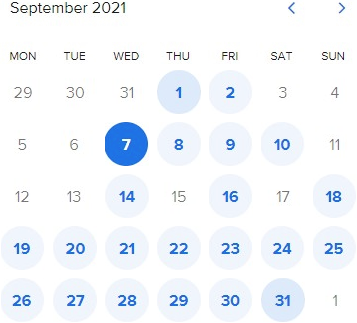 September 2021
MON TUE WED THU FRI SAT SUN
29 30 31 1 2 3 4
5 6 7 8 9 10 11
12 13 14 15 16 17 18
19 20 21 22 23 24 25
26 27 28 29 30 31 1